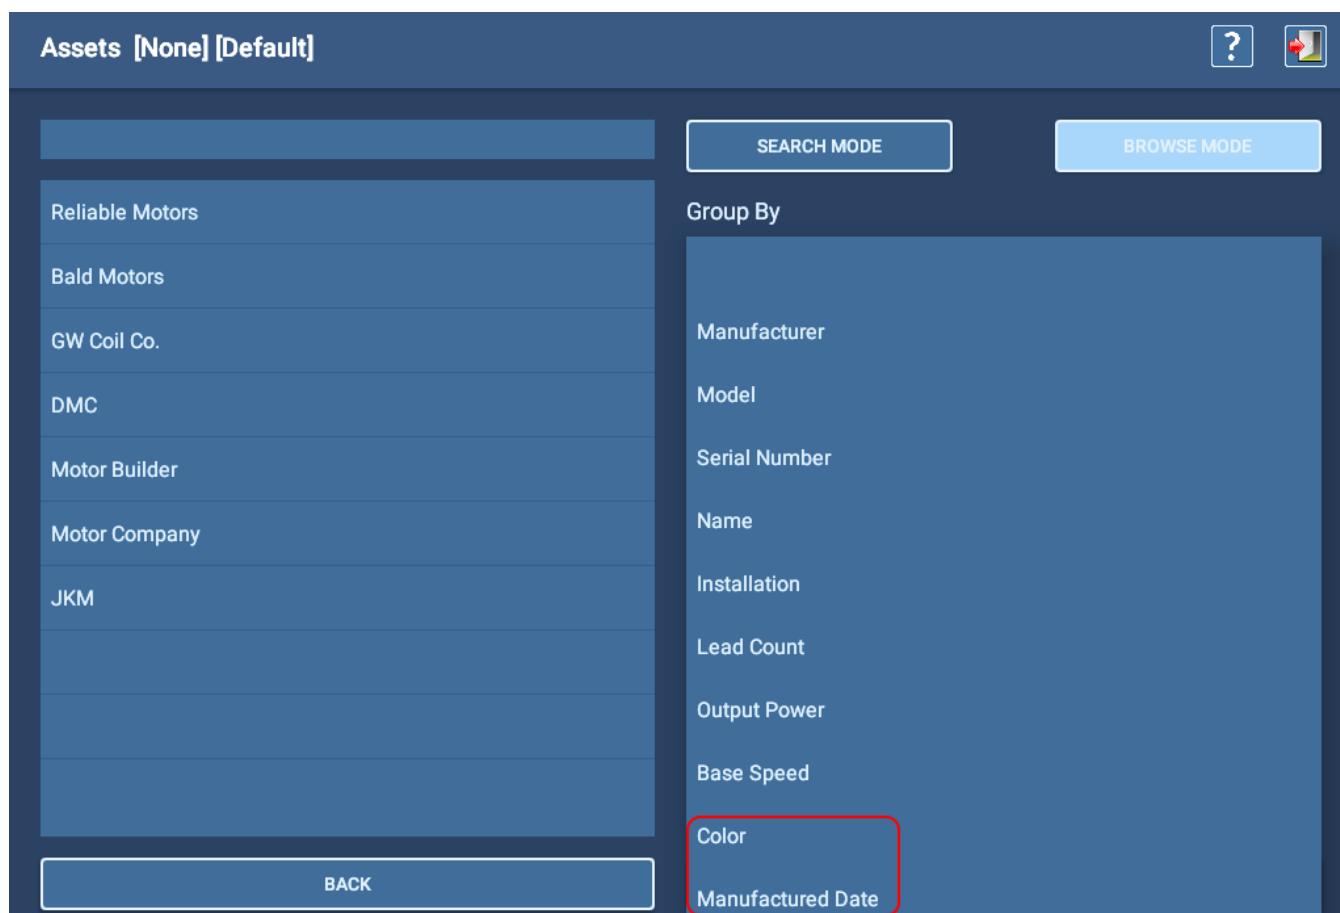 Assets [None] [Default]
?
SEARCH MODE
BROWSE MODE
Reliable Motors
Bald Motors
GW Coil Co.
DMC
Motor Builder
Motor Company
JKM
BACK
Group By
Manufacturer
Model
Serial Number
Name
Installation
Lead Count
Output Power
Base Speed
Color
Manufactured Date